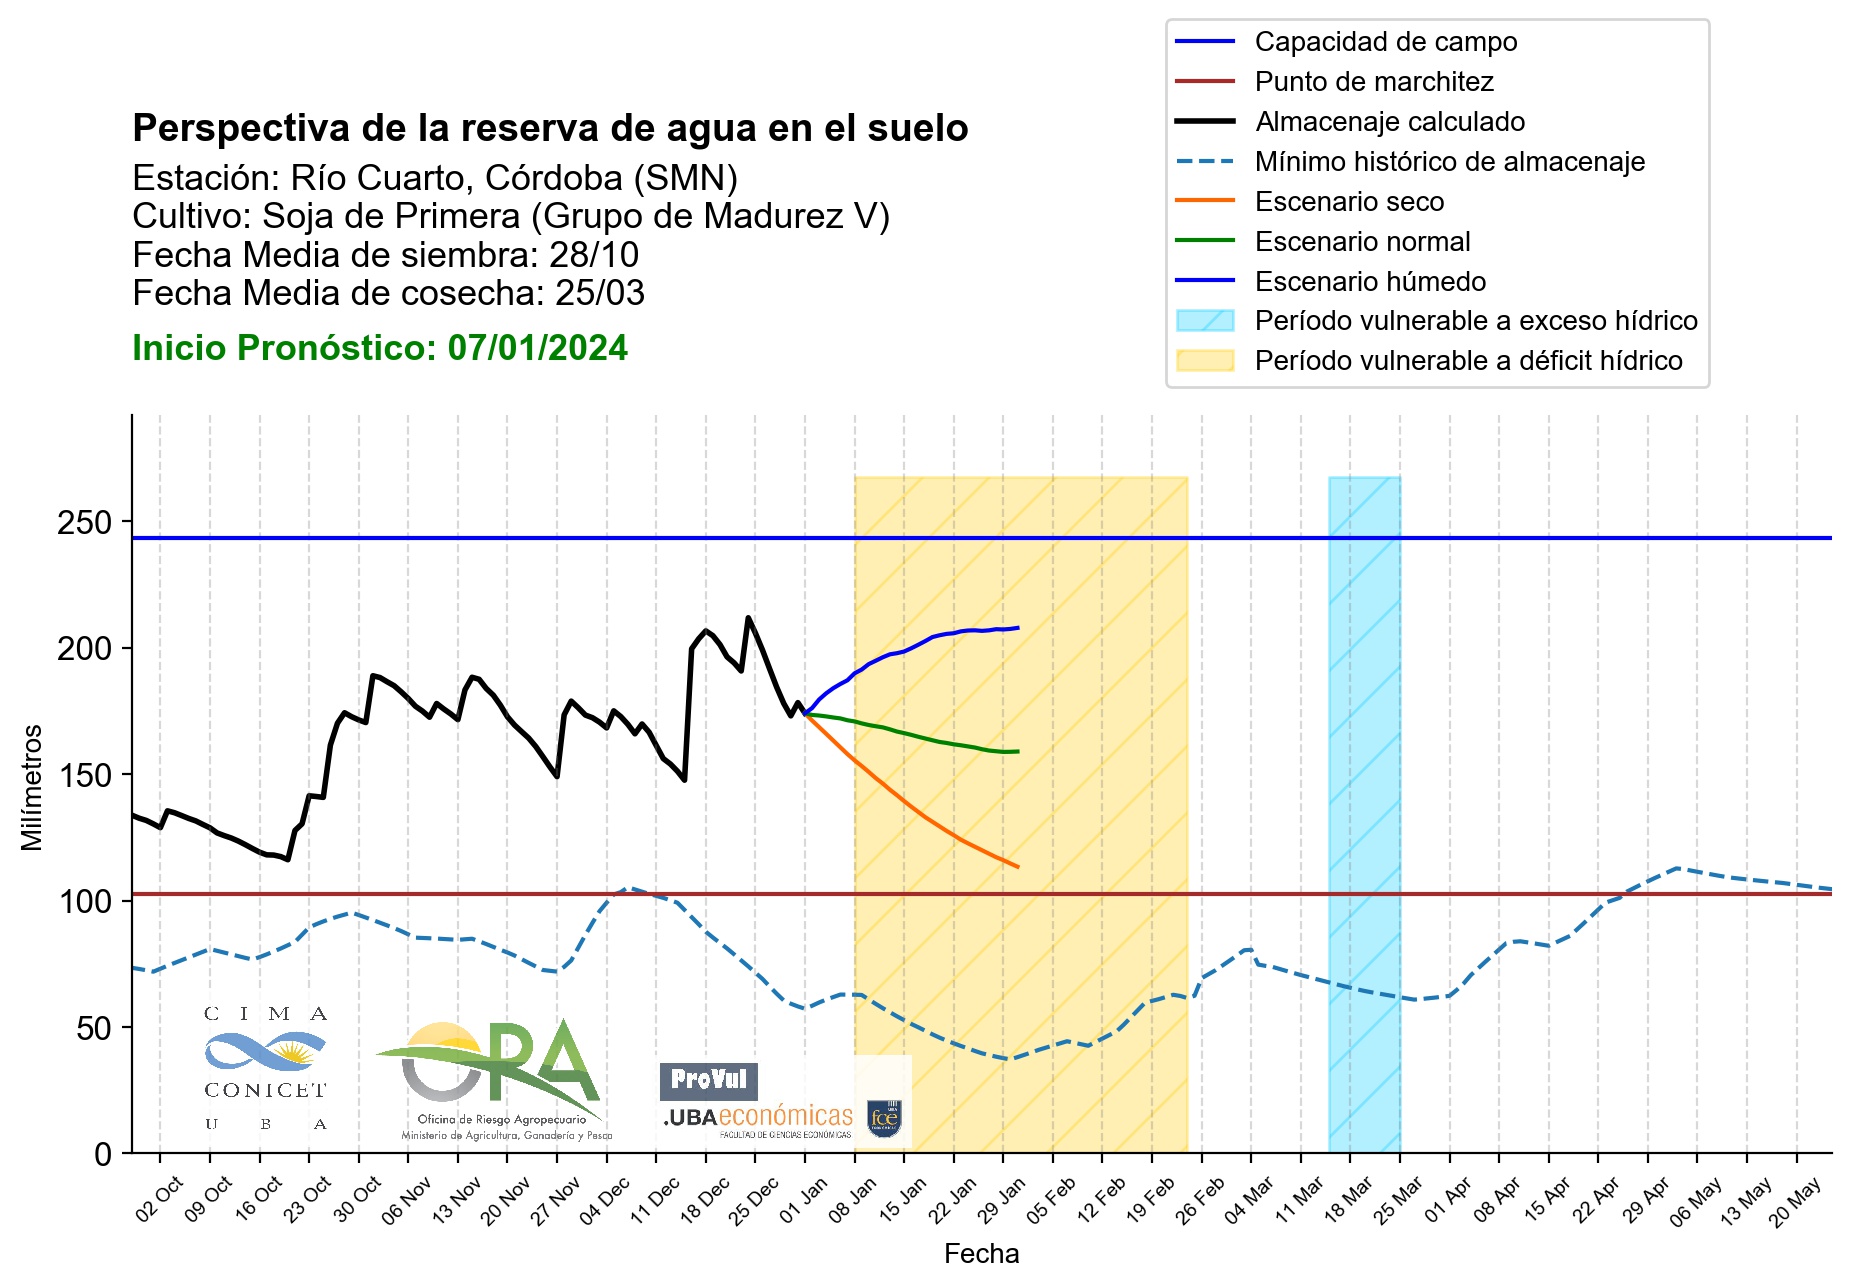 Capacidad de campo
Punto de marchitez
Almacenaje calculado
Mínimo histórico de almacenaje
Escenario seco
Escenario normal
Escenario húmedo
Período vulnerable a exceso hídrico
Período vulnerable a déficit hídrico
Perspectiva de la reserva de agua en el suelo
Estación: Río Cuarto, Córdoba (SMN)
Cultivo: Soja de Primera (Grupo de Madurez V)
Fecha Media de siembra: 28/10
Fecha Media de cosecha: 25/03
Inicio Pronóstico: 07/01/2024
Milímetros
250
200
150
100
50
0
C I M A
CONICET
U B A
ORA
Oficina de Riesgo Agropecuario
Ministerio de Agricultura, Ganadería y Pesca
ProVul
.UBAeconómicas
FACULTAD DE CIENCIAS ECONÓMICAS
UBA
fce
ECONÓMICAS
02 Oct
09 Oct
16 Oct
23 Oct
30 Oct
06 Nov
13 Nov
20 Nov
27 Nov
04 Dec
11 Dec
18 Dec
25 Dec
01 Jan
08 Jan
15 Jan
22 Jan
29 Jan
05 Feb
12 Feb
19 Feb
26 Feb
04 Mar
11 Mar
18 Mar
25 Mar
01 Apr
08 Apr
15 Apr
22 Apr
29 Apr
06 May
13 May
20 May
Fecha